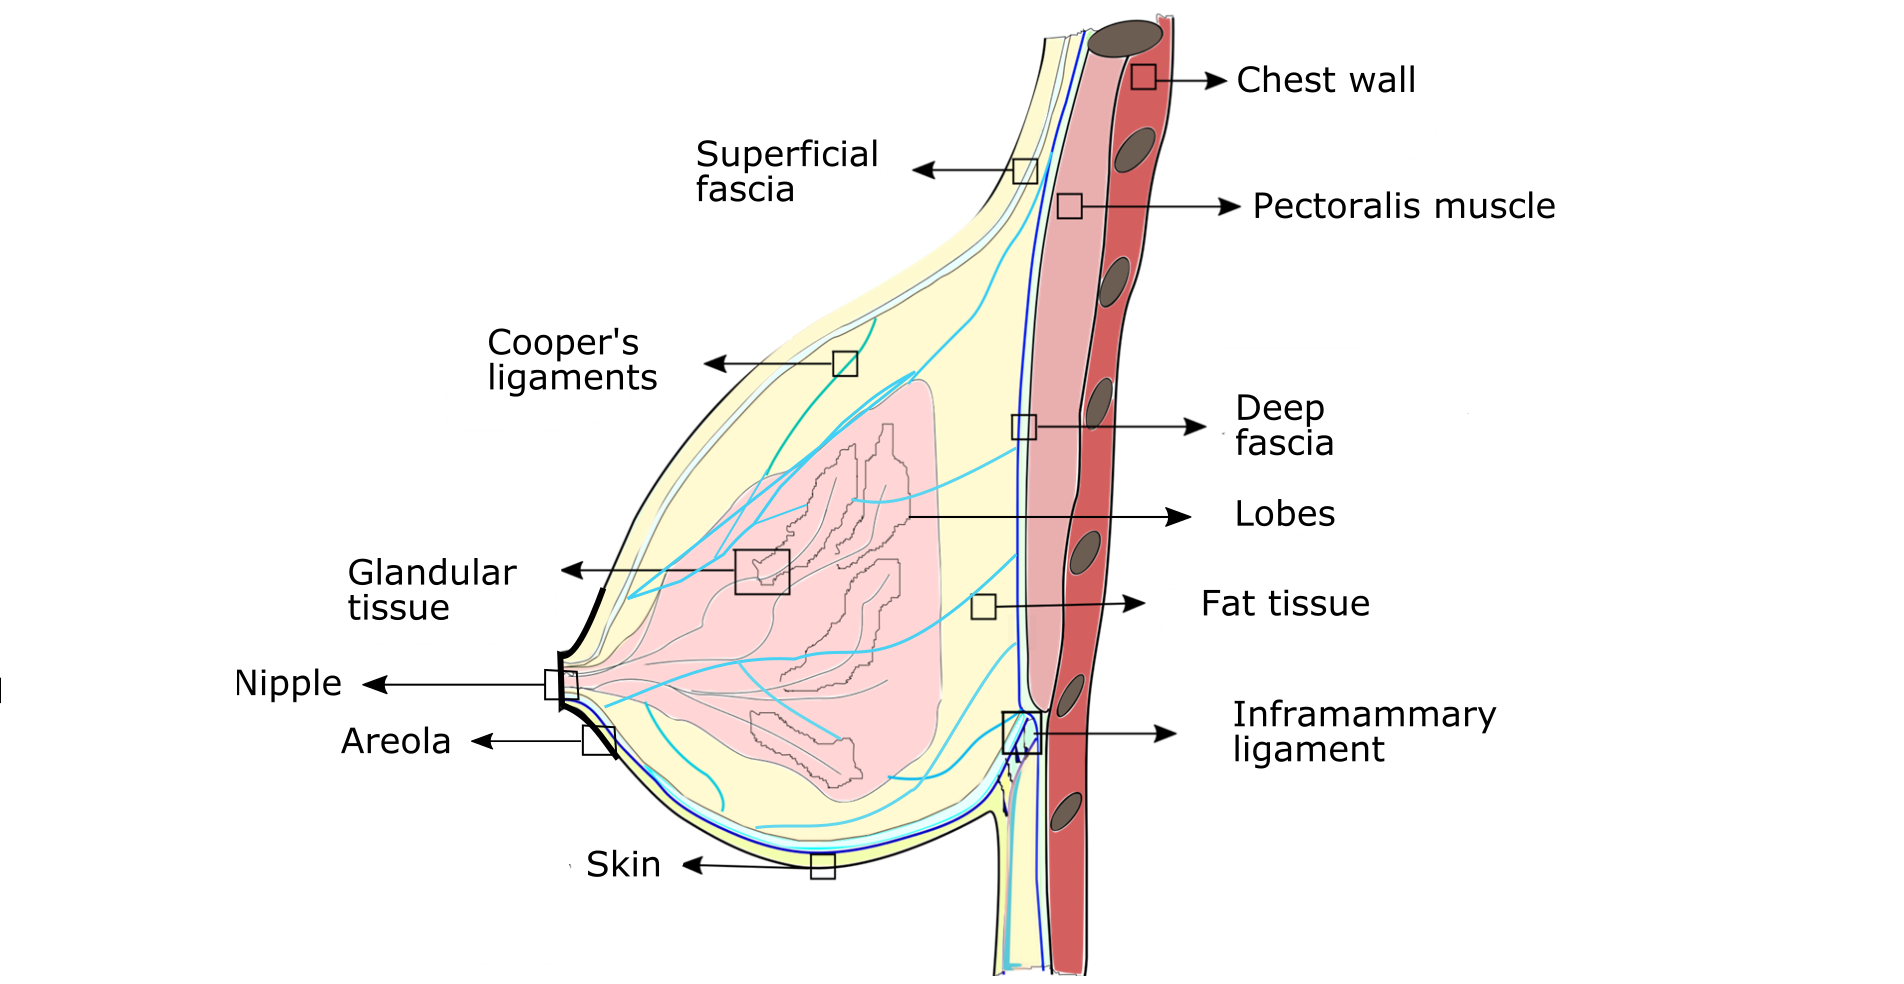 Chest wall
Superficial
fascia
Pectoralis muscle
Cooper's
ligaments
Deep
fascia
Lobes
Glandular
tissue
Fat tissue
Nipple
Areola
Inframammary
ligament
Skin